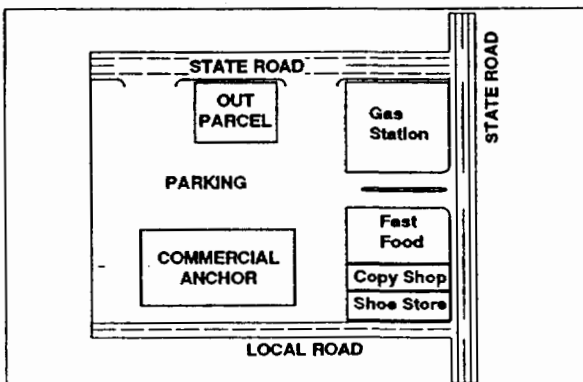 STATE ROAD
STATE ROAD
OUT
PARCEL
Gas
Station
PARKING
Fast
Food
COMMERCIAL
ANCHOR
Copy Shop
Shoe Store
LOCAL ROAD